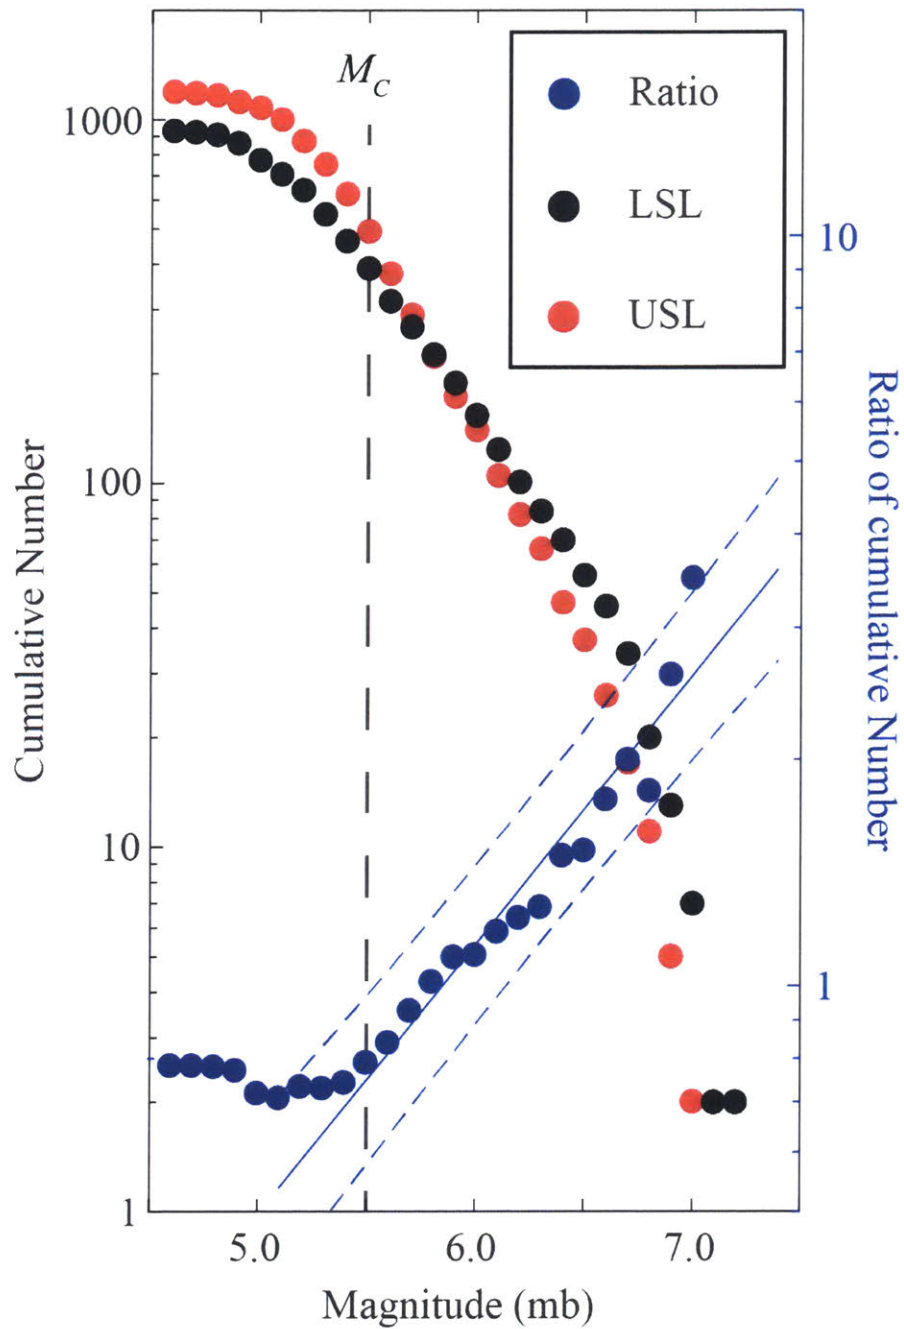 M_C
Ratio
LSL
USL
1000
100
10
1
Cumulative Number
10
1
Ratio of cumulative Number
5.0
6.0
7.0
Magnitude (mb)